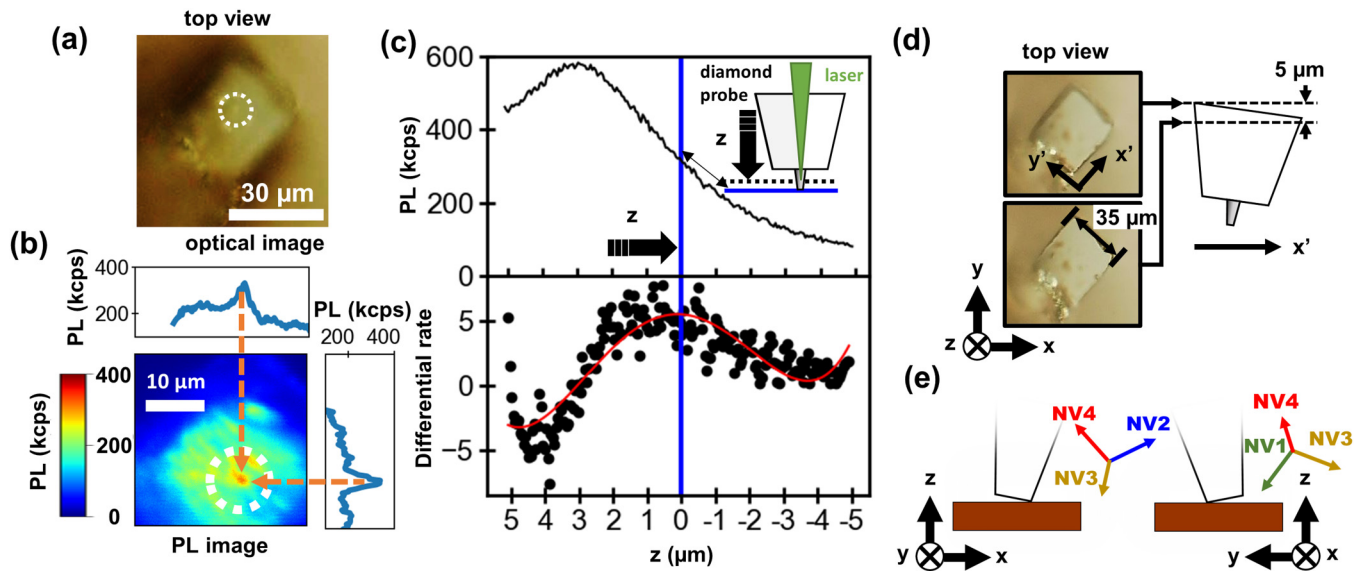 (a)
top view
30 μm
optical image
(b)
PL (kcps)
400
200
PL (kcps)
200
400
PL (kcps)
400
200
0
10 μm
PL image
(c)
PL (kcps)
600
400
200
0
diamond
probe
laser
z
z
Differential rate
5
0
−5
5 4 3 2 1 0 -1 -2 -3 -4 -5
z (μm)
(d)
top view
5 μm
y’
x’
35 μm
x’
y
z
x
(e)
NV4
NV2
NV3
NV4
NV1
NV3
z
y
x
z
y
x